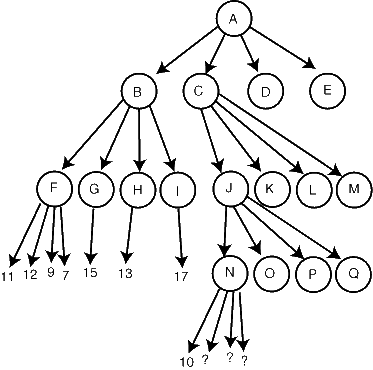 A
B C D E
F G H I J K L M
11 12 9 7 15 13 17 N O P Q
10 ? ? ?